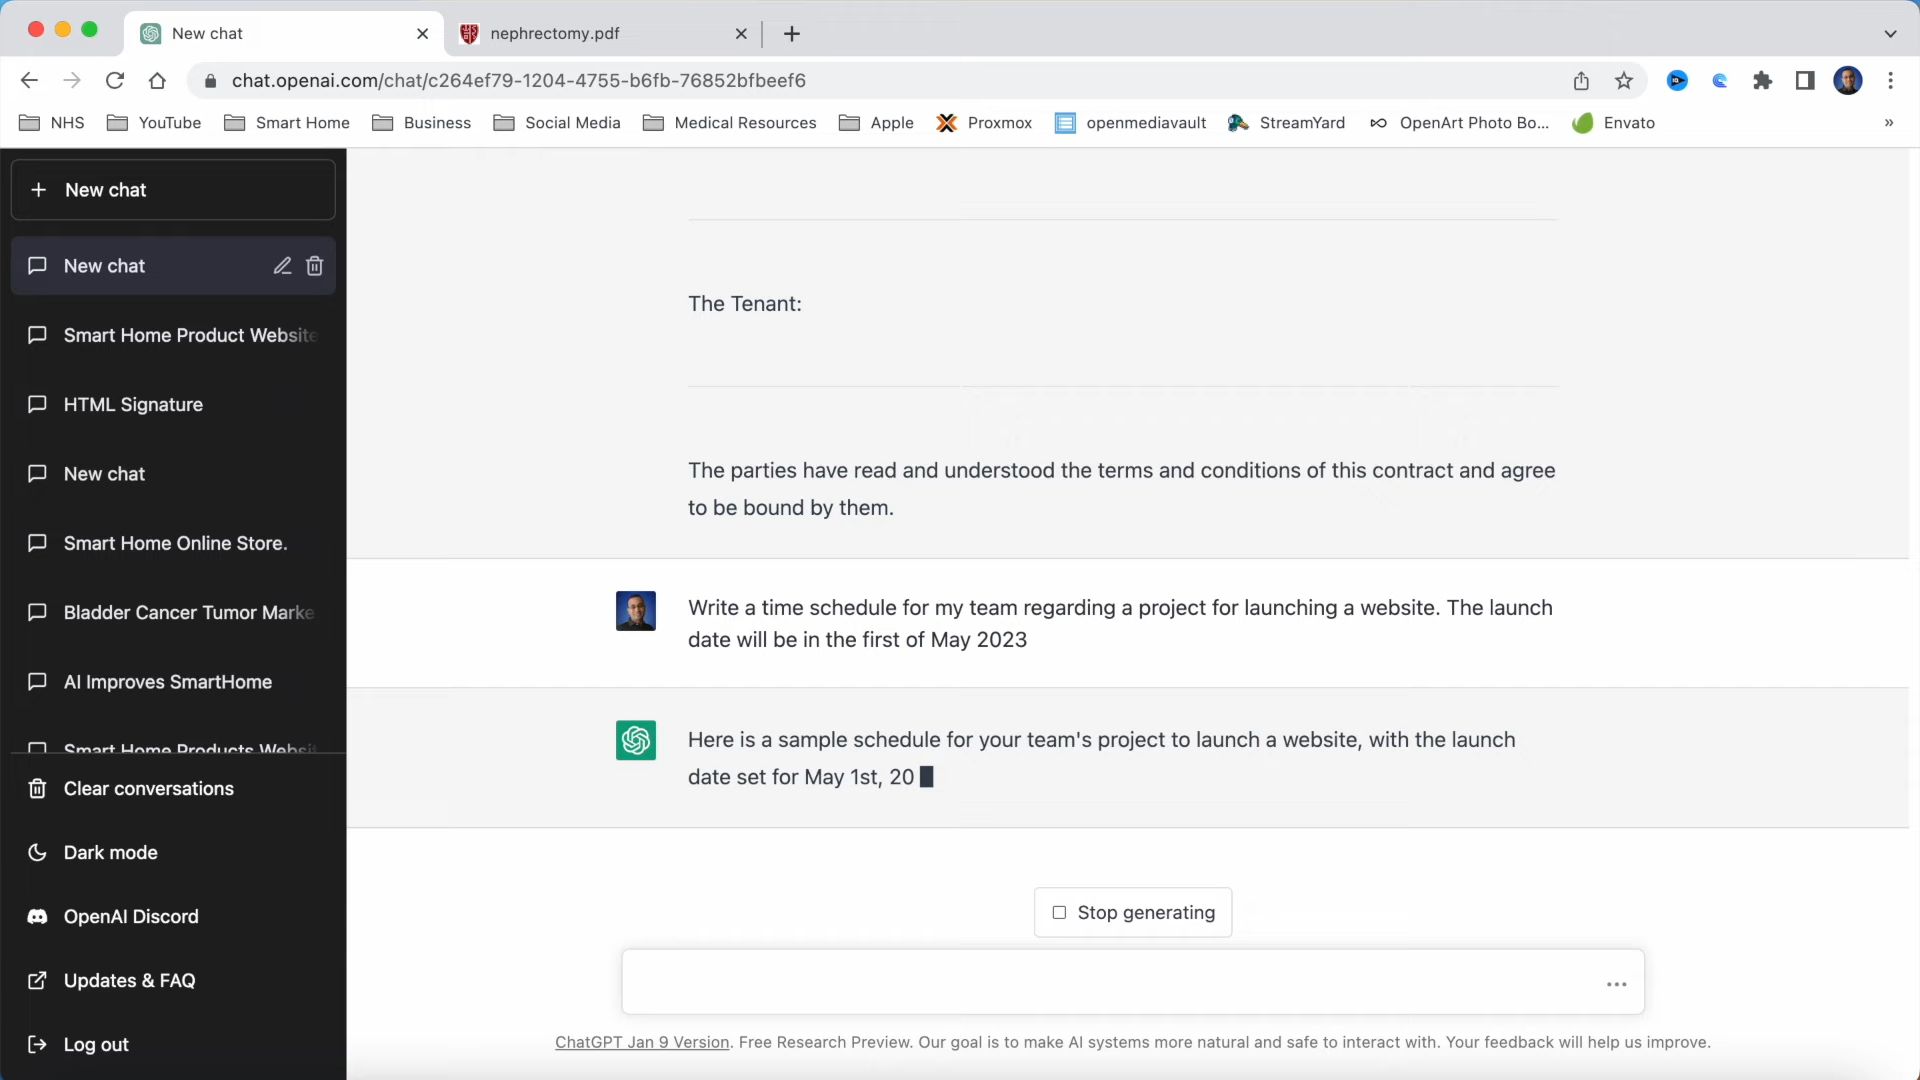 New chat
nephrectomy.pdf
chat.openai.com/chat/c264ef79-1204-4755-b6fb-76852bfbeef6
NHS
YouTube
Smart Home
Business
Social Media
Medical Resources
Apple
Proxmox
openmediavault
StreamYard
OpenArt Photo Bo...
Envato
»
+ New chat
New chat
Smart Home Product Website
HTML Signature
New chat
Smart Home Online Store.
Bladder Cancer Tumor Marke
AI Improves SmartHome
Smart Home Products Websit
Clear conversations
Dark mode
OpenAI Discord
Updates & FAQ
Log out
The Tenant:
The parties have read and understood the terms and conditions of this contract and agree
to be bound by them.
Write a time schedule for my team regarding a project for launching a website. The launch
date will be in the first of May 2023
Here is a sample schedule for your team's project to launch a website, with the launch
date set for May 1st, 20
Stop generating
ChatGPT Jan 9 Version. Free Research Preview. Our goal is to make AI systems more natural and safe to interact with. Your feedback will help us improve.